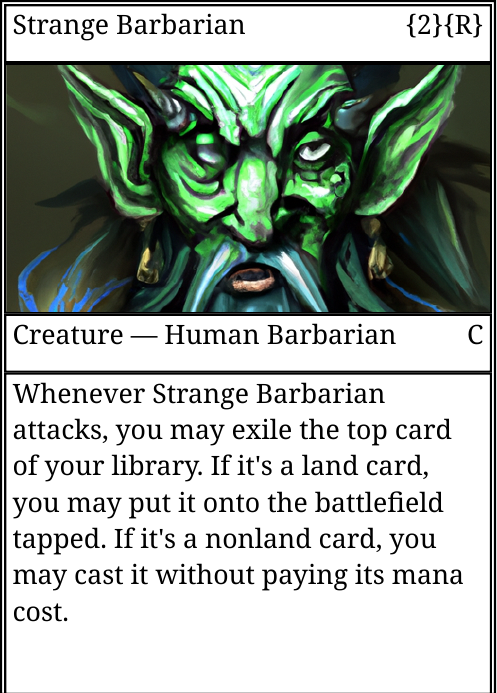 Strange Barbarian {2}{R}
Creature — Human Barbarian C
Whenever Strange Barbarian
attacks, you may exile the top card
of your library. If it's a land card,
you may put it onto the battlefield
tapped. If it's a nonland card, you
may cast it without paying its mana
cost.